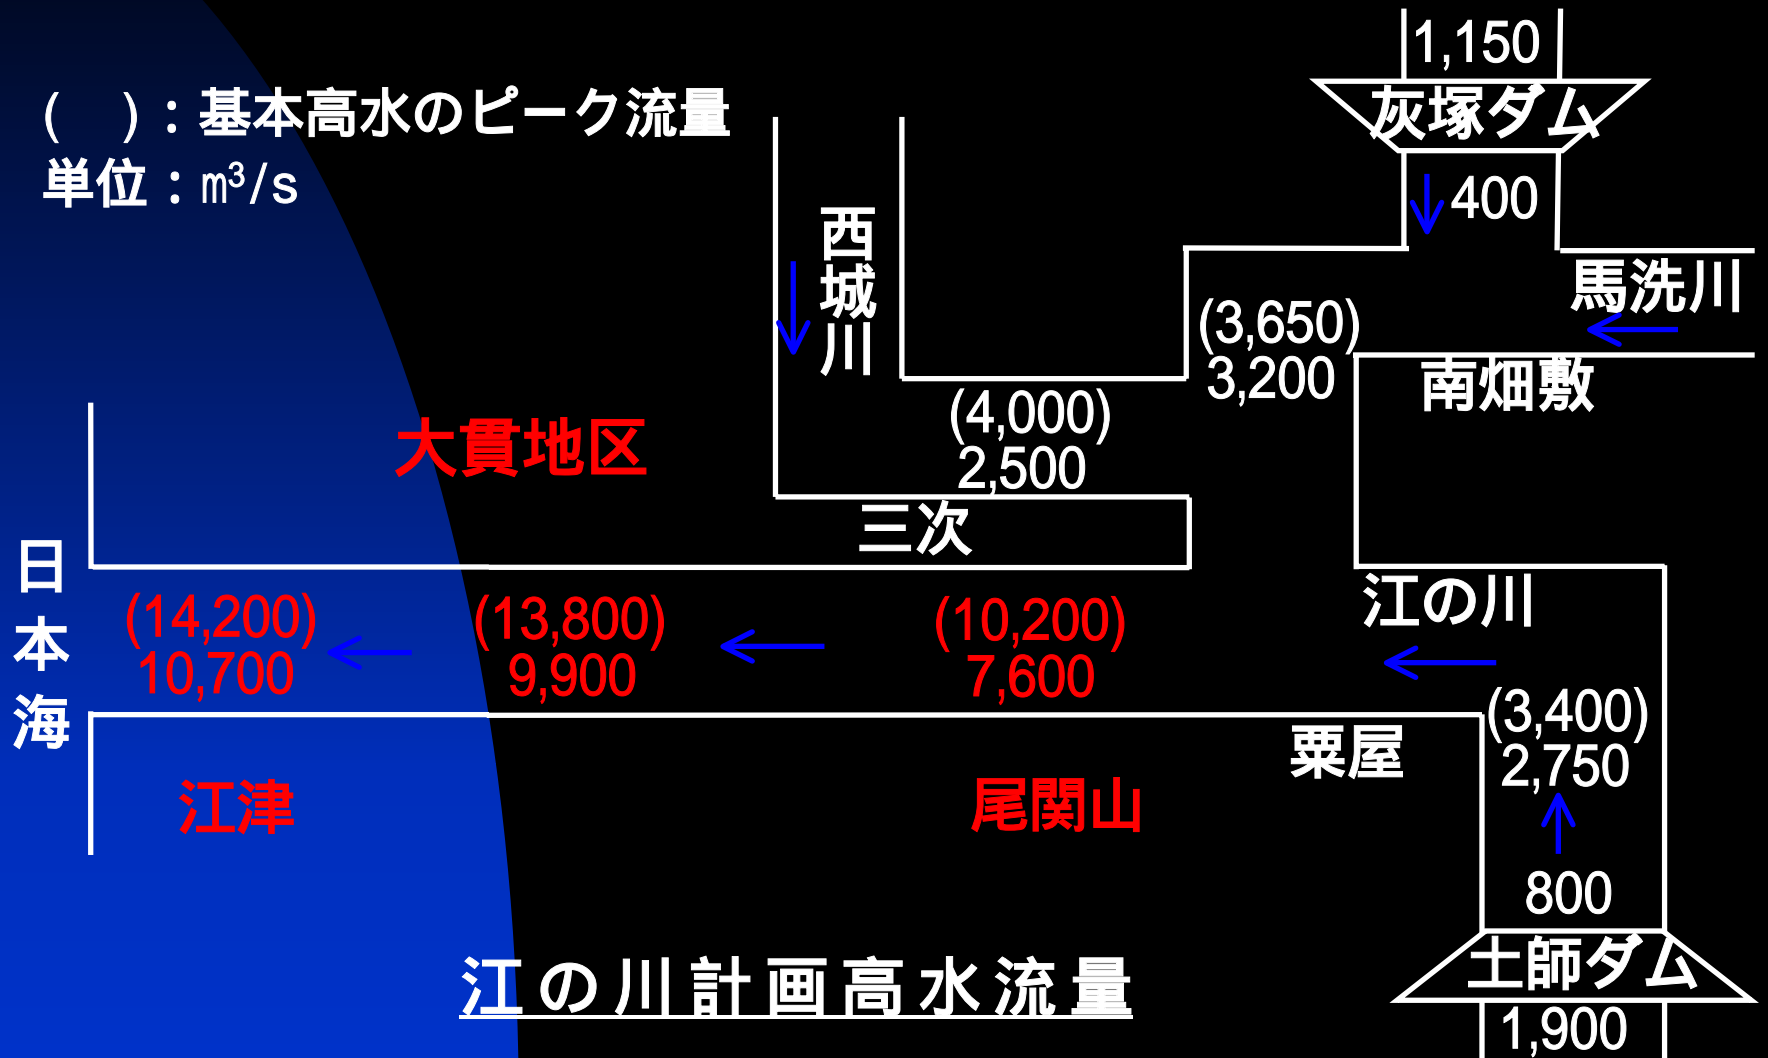 1,150
灰塚ダム
(　)：基本高水のピーク流量
単位：m³/s
400
西城川
馬洗川
(3,650)
3,200
南畑敷
(4,000)
2,500
大貫地区
三次
日本海
江の川
(14,200)
10,700
(13,800)
9,900
(10,200)
7,600
(3,400)
2,750
粟屋
江津
尾関山
800
土師ダム
江の川計画高水流量
1,900